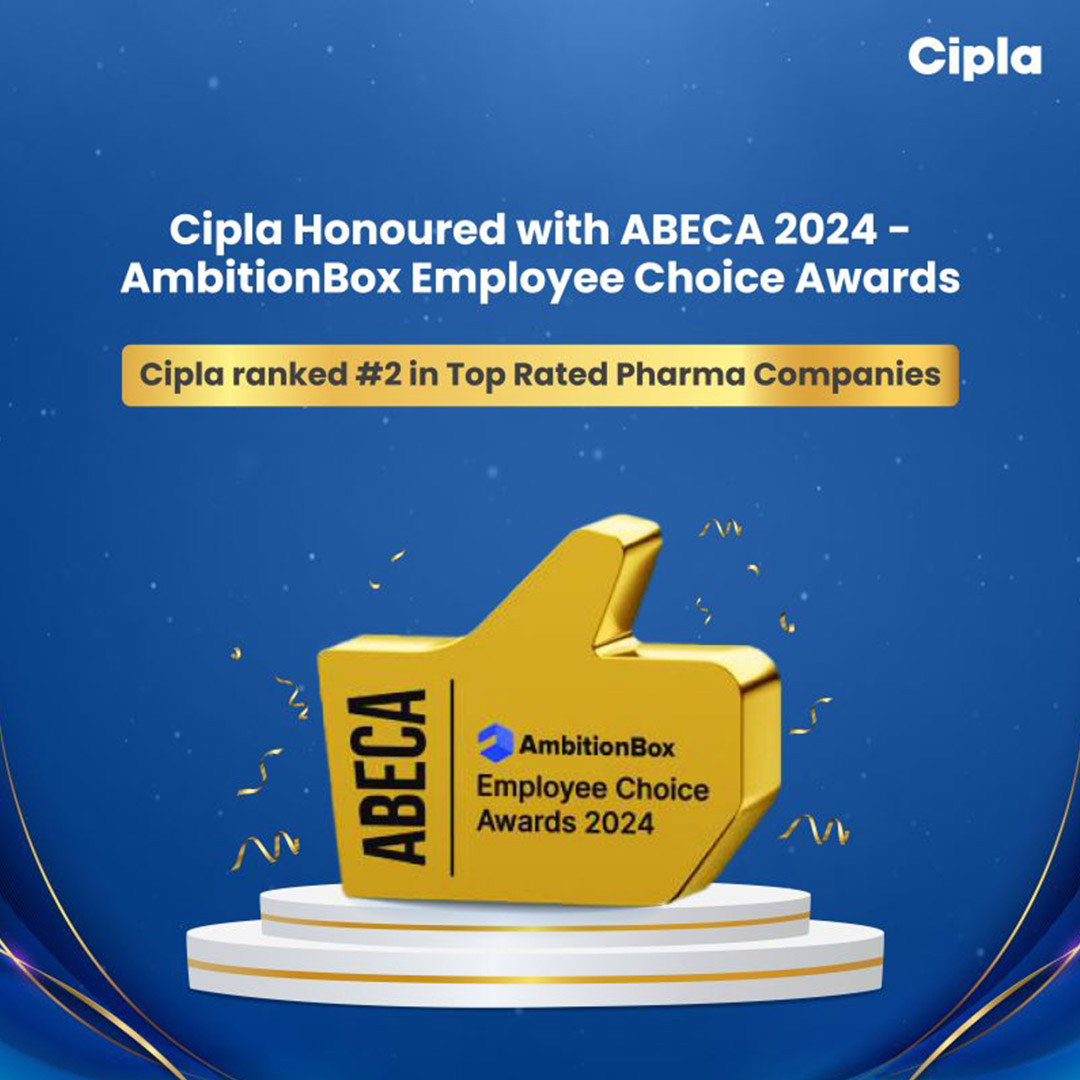 Cipla
Cipla Honoured with ABECA 2024 -
AmbitionBox Employee Choice Awards
Cipla ranked #2 in Top Rated Pharma Companies
ABECA
AmbitionBox
Employee Choice
Awards 2024